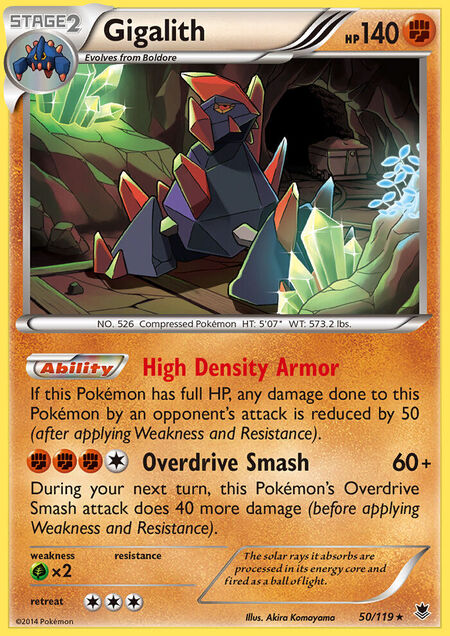 STAGE2
Gigalith
HP140
Evolves from Boldore
NO. 526 Compressed Pokémon HT: 5'07" WT: 573.2 lbs.
Ability High Density Armor
If this Pokémon has full HP, any damage done to this
Pokémon by an opponent's attack is reduced by 50
(after applying Weakness and Resistance).
Overdrive Smash 60+
During your next turn, this Pokémon's Overdrive
Smash attack does 40 more damage (before applying
Weakness and Resistance).
weakness resistance
×2
The solar rays it absorbs are
processed in its energy core and
fired as a ball of light.
retreat
©2014 Pokémon
Illus. Akira Komayama
50/119 ★